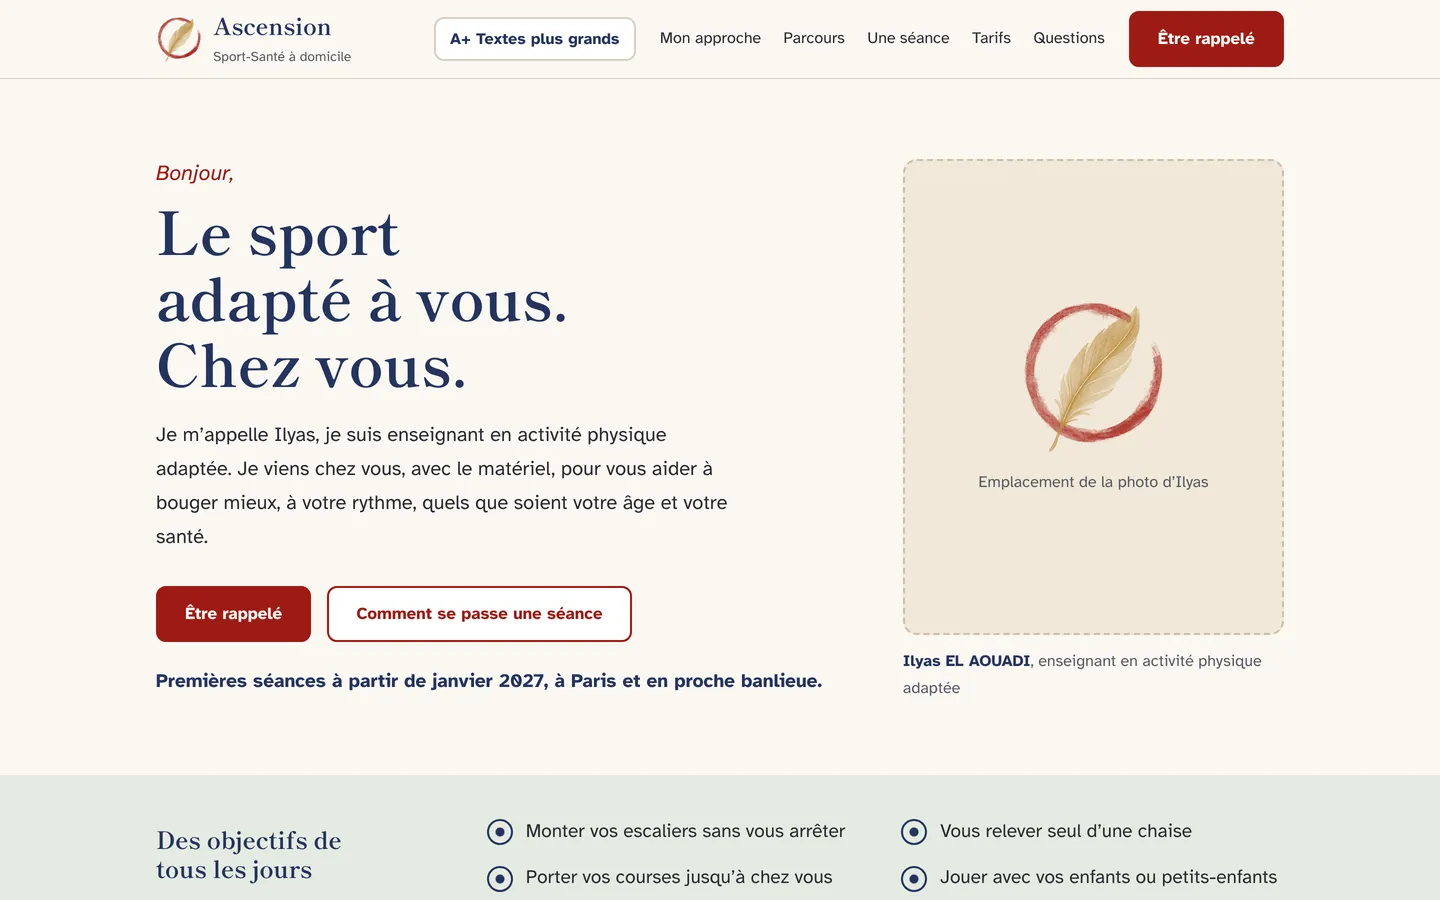 Ascension
Sport-Santé à domicile
A+ Textes plus grands
Mon approche
Parcours
Une séance
Tarifs
Questions
Être rappelé
Bonjour,
Le sport
adapté à vous.
Chez vous.
Je m’appelle Ilyas, je suis enseignant en activité physique
adaptée. Je viens chez vous, avec le matériel, pour vous aider à
bouger mieux, à votre rythme, quels que soient votre âge et votre
santé.
Être rappelé
Comment se passe une séance
Premières séances à partir de janvier 2027, à Paris et en proche banlieue.
Emplacement de la photo d’Ilyas
Ilyas EL AOUADI, enseignant en activité physique
adaptée
Des objectifs de
tous les jours
Monter vos escaliers sans vous arrêter
Vous relever seul d’une chaise
Porter vos courses jusqu’à chez vous
Jouer avec vos enfants ou petits-enfants